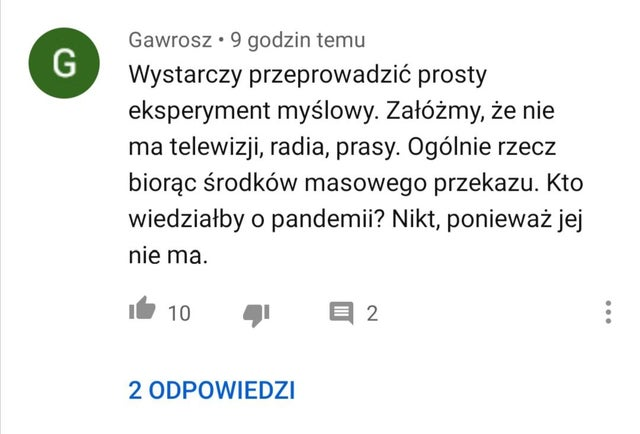 G
Gawrosz • 9 godzin temu
Wystarczy przeprowadzić prosty
eksperyment myślowy. Załóżmy, że nie
ma telewizji, radia, prasy. Ogólnie rzecz
biorąc środków masowego przekazu. Kto
wiedziałby o pandemii? Nikt, ponieważ jej
nie ma.
10 2
2 ODPOWIEDZI